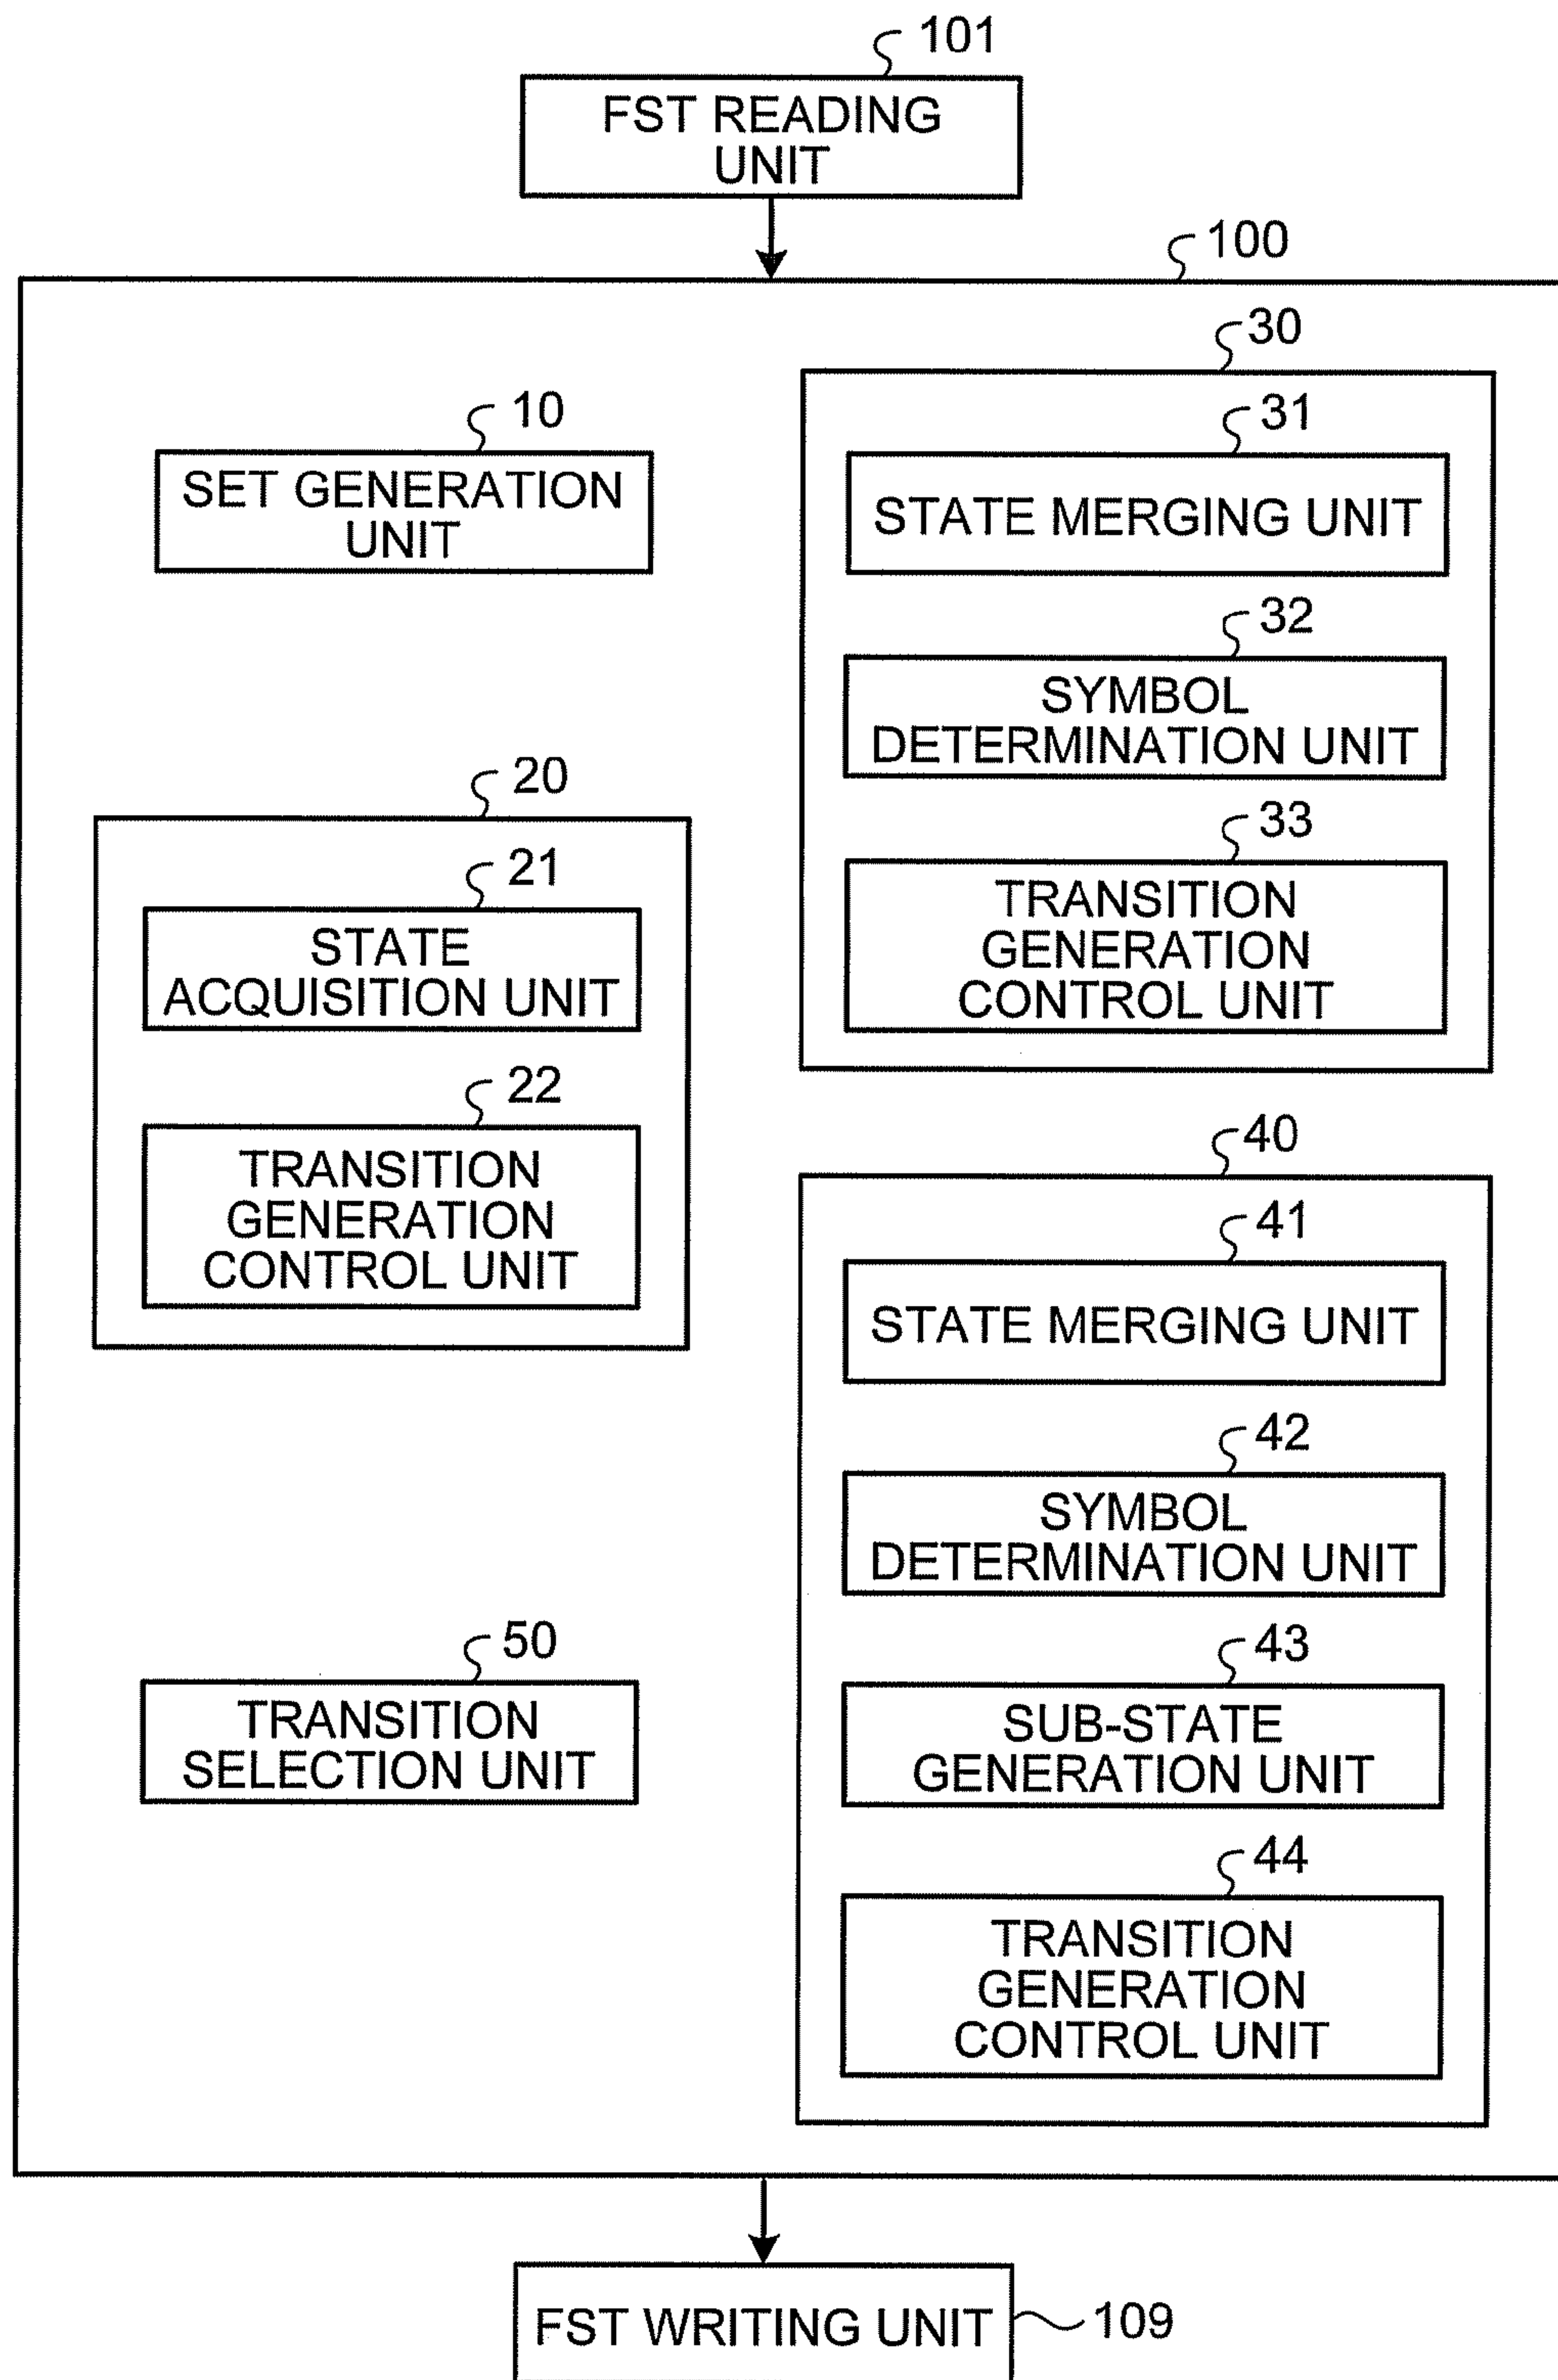 101
FST READING
UNIT
100
10
SET GENERATION
UNIT
20
21
STATE
ACQUISITION UNIT
22
TRANSITION
GENERATION
CONTROL UNIT
50
TRANSITION
SELECTION UNIT
30
31
STATE MERGING UNIT
32
SYMBOL
DETERMINATION UNIT
33
TRANSITION
GENERATION
CONTROL UNIT
40
41
STATE MERGING UNIT
42
SYMBOL
DETERMINATION UNIT
43
SUB-STATE
GENERATION UNIT
44
TRANSITION
GENERATION
CONTROL UNIT
FST WRITING UNIT
109